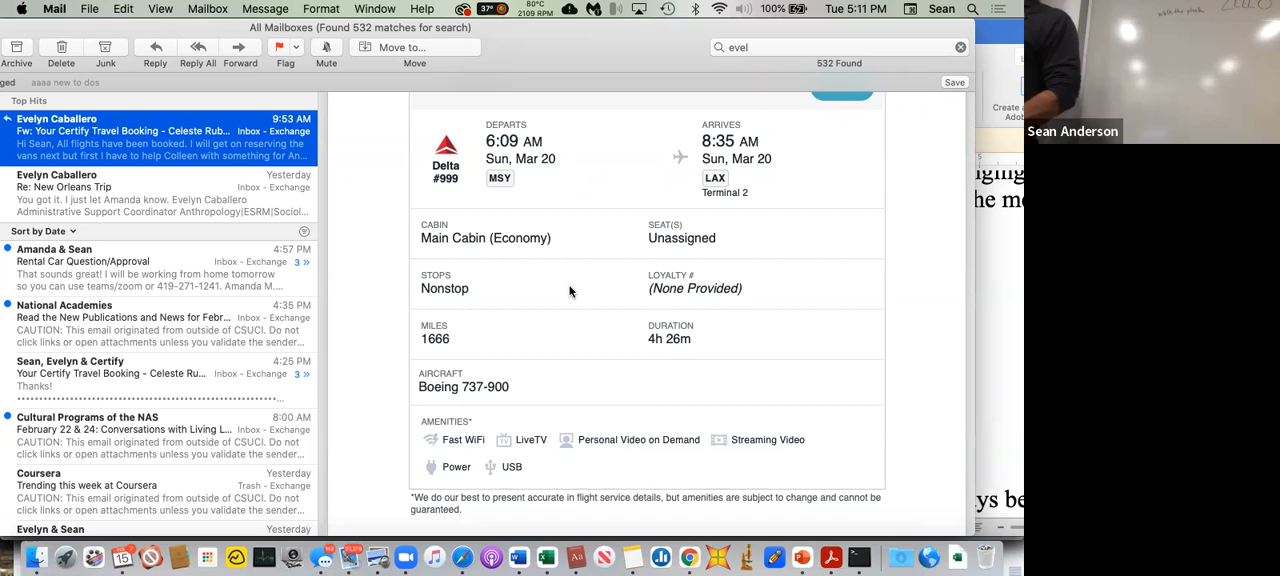 Mail File Edit View Mailbox Message Format Window Help 37° 80°C 2109 RPM 100% Tue 5:11 PM Sean
All Mailboxes (Found 532 matches for search)
Archive Delete Junk Reply Reply All Forward Flag Mute Move to... Move
evel
532 Found
ged aaaa new to dos Save
Top Hits
Evelyn Caballero 9:53 AM
Fw: Your Certify Travel Booking - Celeste Rub... Inbox - Exchange
Hi Sean, All flights have been booked. I will get on reserving the
vans next but first I have to help Colleen with something for An...
Evelyn Caballero Yesterday
Re: New Orleans Trip Inbox - Exchange
You got it. I just let Amanda know. Evelyn Caballero
Administrative Support Coordinator Anthropology|ESRM|Sociol...
Sort by Date
Amanda & Sean 4:57 PM
Rental Car Question/Approval Inbox - Exchange 3 »
That sounds great! I will be working from home tomorrow
so you can use teams/zoom or 419-271-1241. Amanda M....
National Academies 4:35 PM
Read the New Publications and News for Febr... Inbox - Exchange
CAUTION: This email originated from outside of CSUCI. Do not
click links or open attachments unless you validate the sender...
Sean, Evelyn & Certify 4:25 PM
Your Certify Travel Booking - Celeste Ru... Inbox - Exchange 3 »
Thanks!
Cultural Programs of the NAS 8:00 AM
February 22 & 24: Conversations with Living L... Inbox - Exchange
CAUTION: This email originated from outside of CSUCI. Do not
click links or open attachments unless you validate the sender...
Coursera Yesterday
Trending this week at Coursera Trash - Exchange
CAUTION: This email originated from outside of CSUCI. Do not
click links or open attachments unless you validate the sender...
Evelyn & Sean Yesterday
Delta
#999
DEPARTS
6:09 AM
Sun, Mar 20
MSY
ARRIVES
8:35 AM
Sun, Mar 20
LAX
Terminal 2
CABIN
Main Cabin (Economy)
SEAT(S)
Unassigned
STOPS
Nonstop
LOYALTY #
(None Provided)
MILES
1666
DURATION
4h 26m
AIRCRAFT
Boeing 737-900
AMENITIES*
Fast WiFi LiveTV Personal Video on Demand Streaming Video
Power USB
*We do our best to present accurate in flight service details, but amenities are subject to change and cannot be
guaranteed.
Create a
Adob
he m
ys be
Sean Anderson